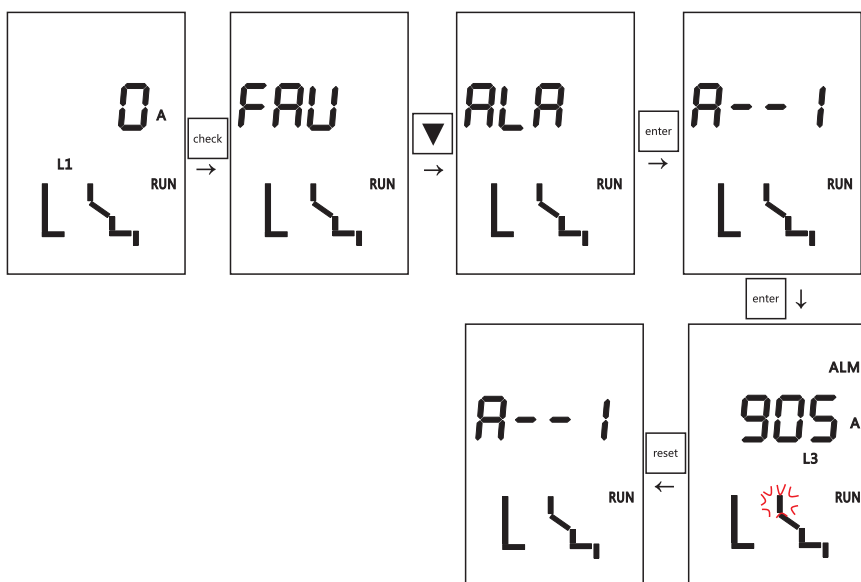 0 A
L1
RUN
check
→
FAU
RUN
▼
→
ALA
RUN
enter
→
A--1
RUN
enter ↓
ALM
905 A
L3
RUN
reset
←
A--1
RUN